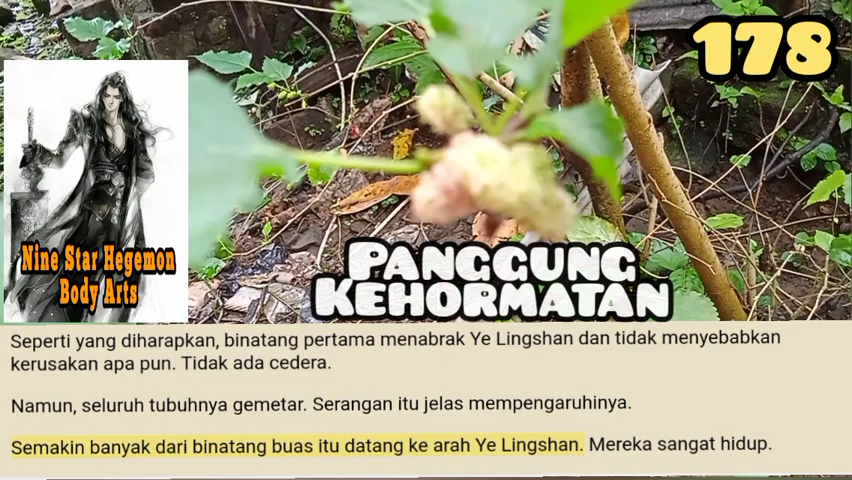 178
Nine Star Hegemon
Body Arts
PANGGUNG
KEHORMATAN
Seperti yang diharapkan, binatang pertama menabrak Ye Lingshan dan tidak menyebabkan
kerusakan apa pun. Tidak ada cedera.
Namun, seluruh tubuhnya gemetar. Serangan itu jelas mempengaruhinya.
Semakin banyak dari binatang buas itu datang ke arah Ye Lingshan. Mereka sangat hidup.